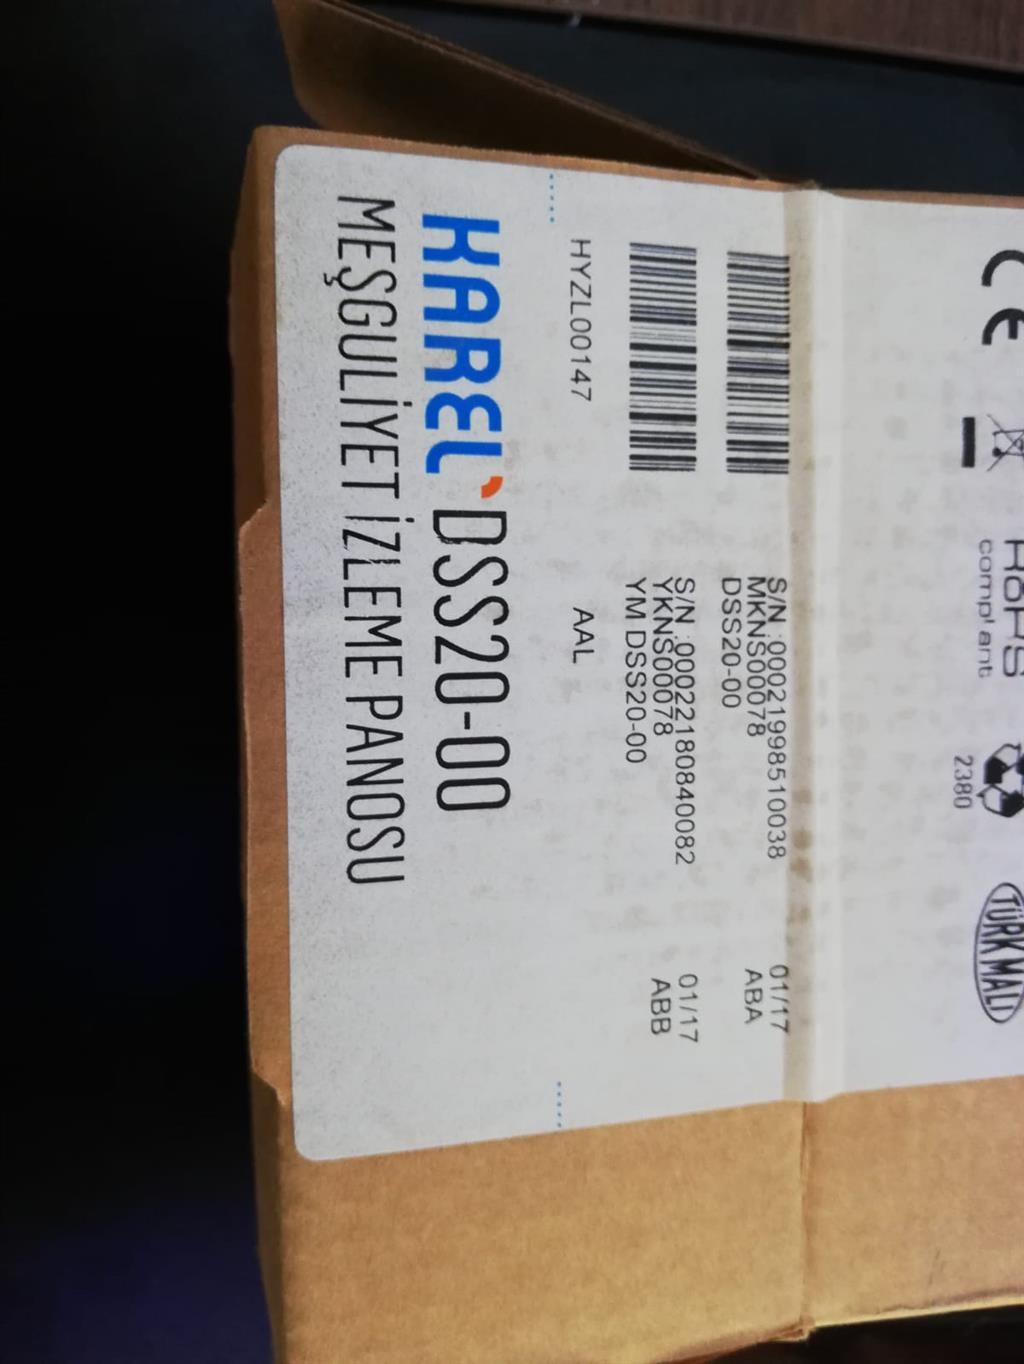 CE
RoHS
compliant
2380
TÜRK MALI
S/N :00021998510038 01/17
MKNS00078 ABA
DSS20-00
S/N :00022180840082 01/17
YKNS00078 ABB
YM DSS20-00
HYZL00147 AAL
KAREL DSS20-00
MEŞGULİYET İZLEME PANOSU